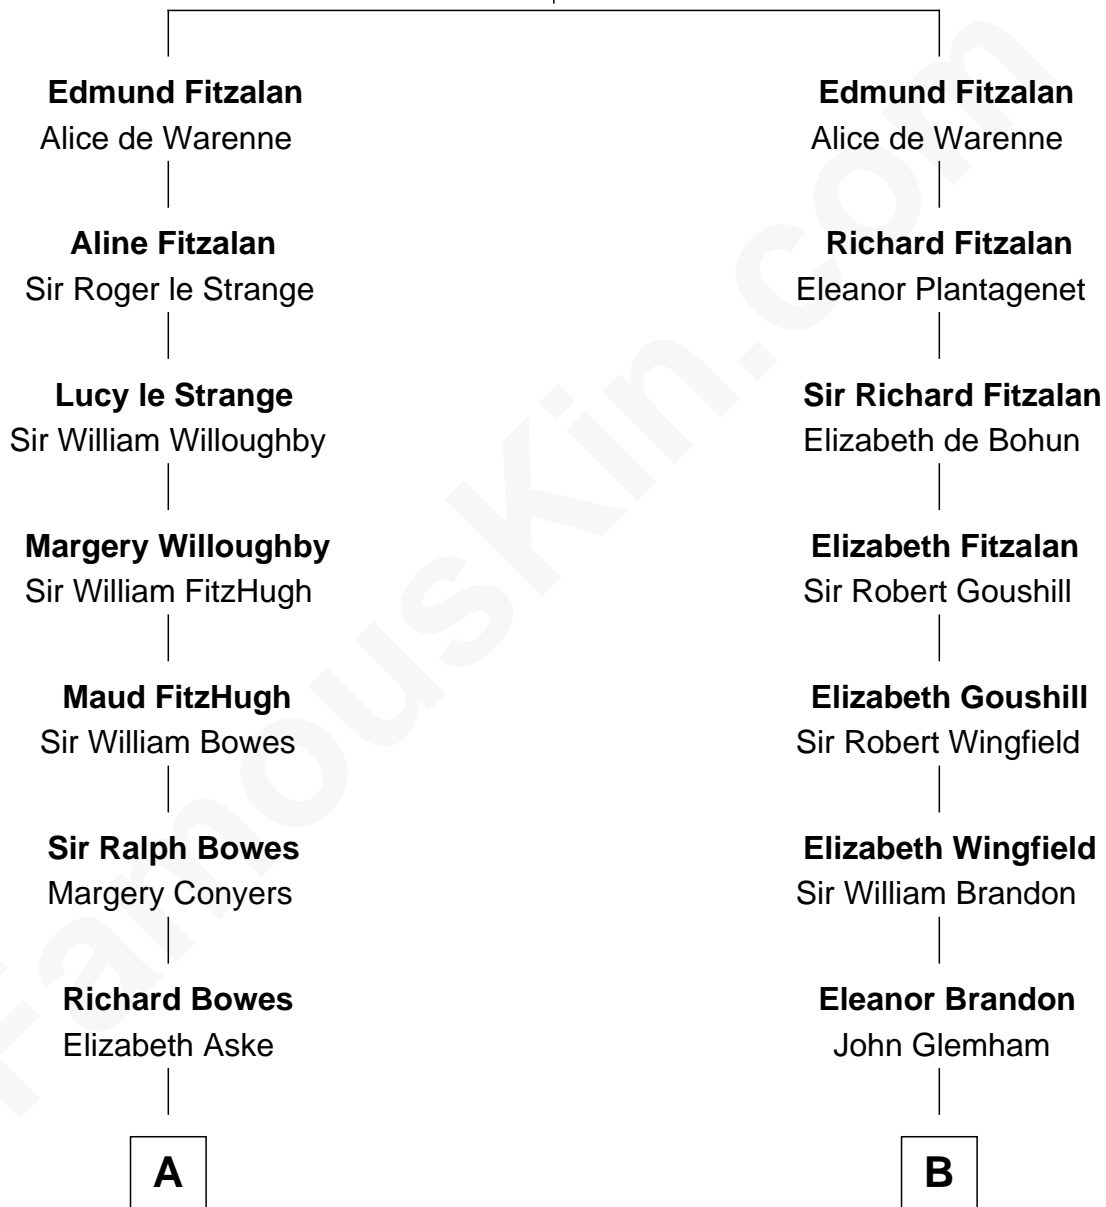 Edmund Fitzalan
Alice de Warenne
Aline Fitzalan
Sir Roger le Strange
Lucy le Strange
Sir William Willoughby
Margery Willoughby
Sir William FitzHugh
Maud FitzHugh
Sir William Bowes
Sir Ralph Bowes
Margery Conyers
Richard Bowes
Elizabeth Aske
A
Edmund Fitzalan
Alice de Warenne
Richard Fitzalan
Eleanor Plantagenet
Sir Richard Fitzalan
Elizabeth de Bohun
Elizabeth Fitzalan
Sir Robert Goushill
Elizabeth Goushill
Sir Robert Wingfield
Elizabeth Wingfield
Sir William Brandon
Eleanor Brandon
John Glemham
B
FamousKin.com